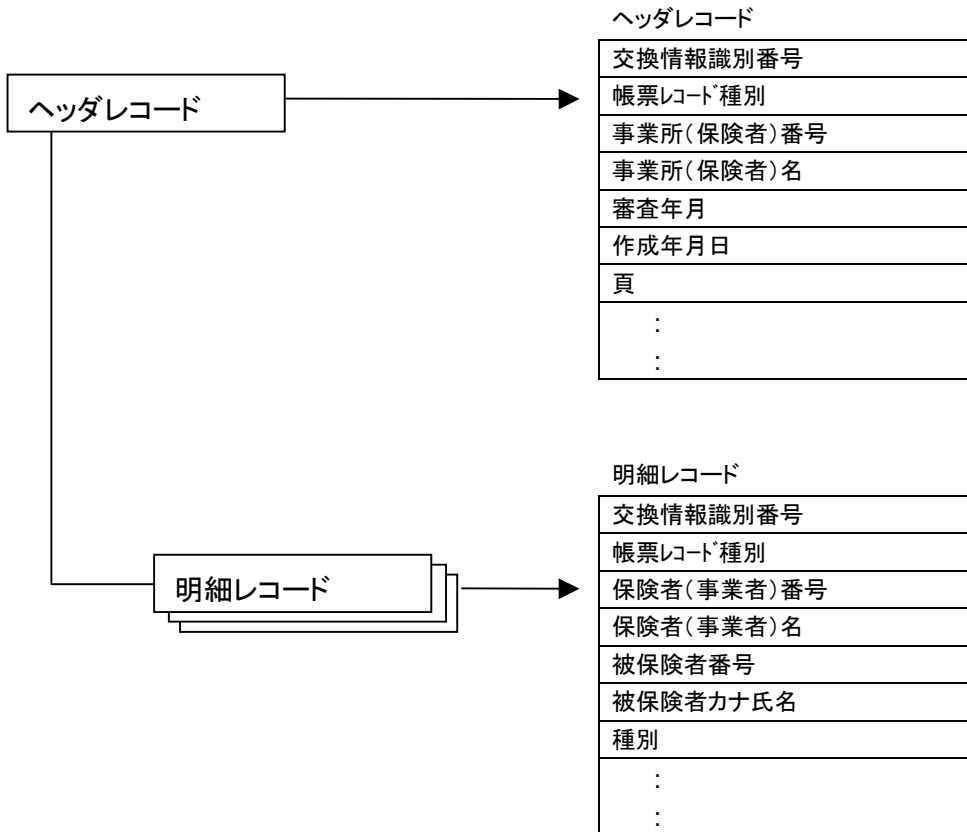 ヘッダレコード
ヘッダレコード
交換情報識別番号
帳票ﾚｺｰﾄﾞ種別
事業所(保険者)番号
事業所(保険者)名
審査年月
作成年月日
頁
:
:
明細レコード
明細レコード
交換情報識別番号
帳票ﾚｺｰﾄﾞ種別
保険者(事業者)番号
保険者(事業者)名
被保険者番号
被保険者カナ氏名
種別
:
: